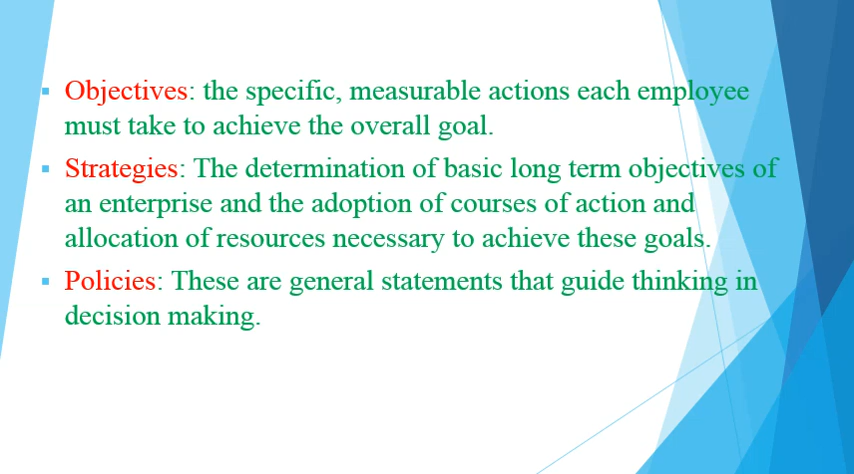 Objectives: the specific, measurable actions each employee
must take to achieve the overall goal.
Strategies: The determination of basic long term objectives of
an enterprise and the adoption of courses of action and
allocation of resources necessary to achieve these goals.
Policies: These are general statements that guide thinking in
decision making.